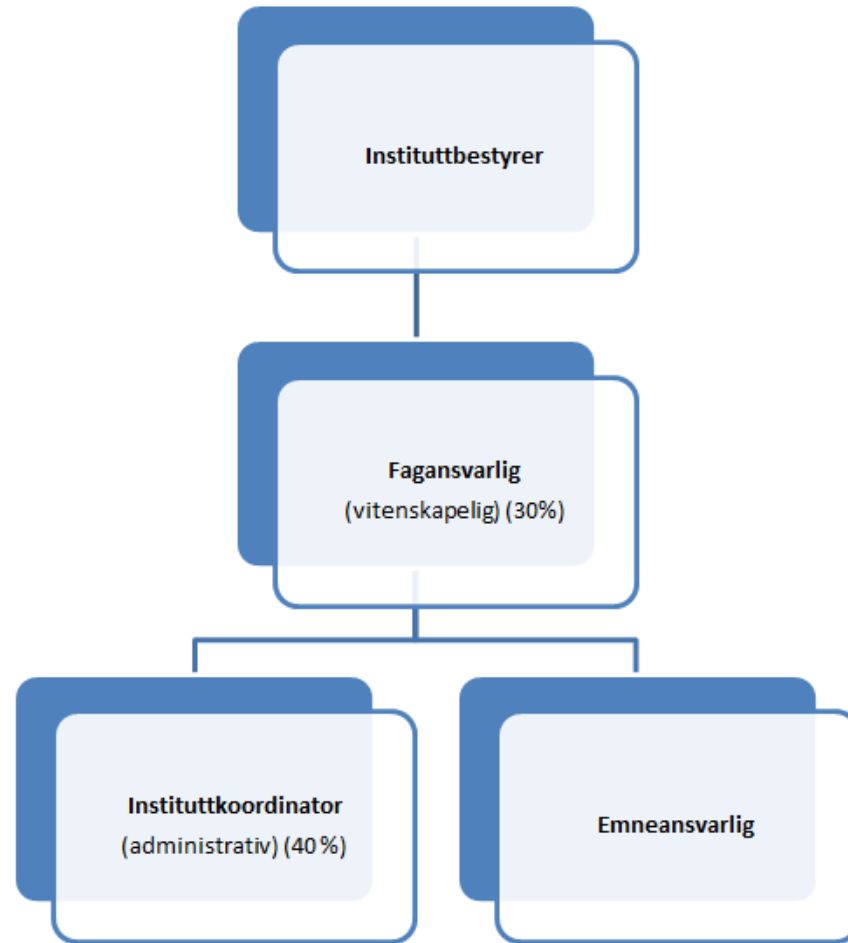 Instituttbestyrer
Fagansvarlig
(vitenskapelig) (30%)
Instituttkoordinator
(administrativ) (40 %)
Emneansvarlig